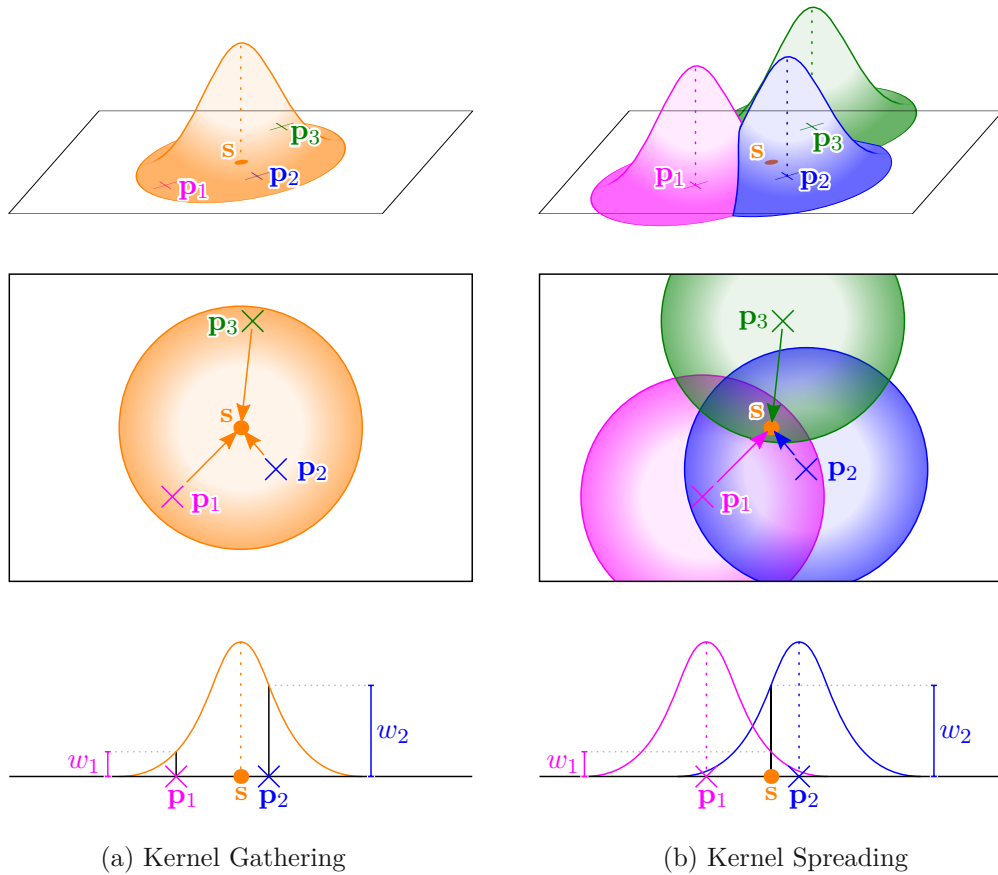 s p₃
p₁ p₂
s p₃
p₁ p₂
p₃
s
p₂
p₁
p₃
s
p₂
p₁
w₁ w₂
p₁ s p₂
w₁ w₂
p₁ s p₂
(a) Kernel Gathering
(b) Kernel Spreading